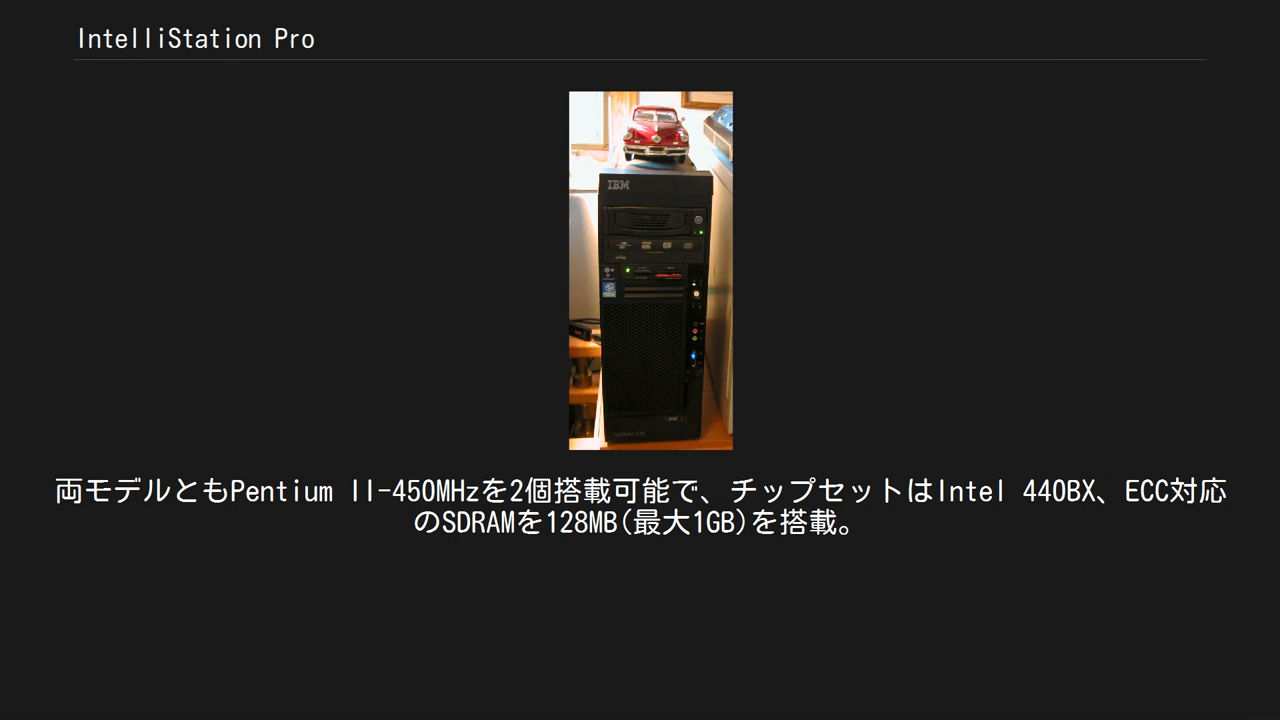 IntelliStation Pro
IBM
両モデルともPentium II-450MHzを2個搭載可能で、チップセットはIntel 440BX、ECC対応
のSDRAMを128MB(最大1GB)を搭載。